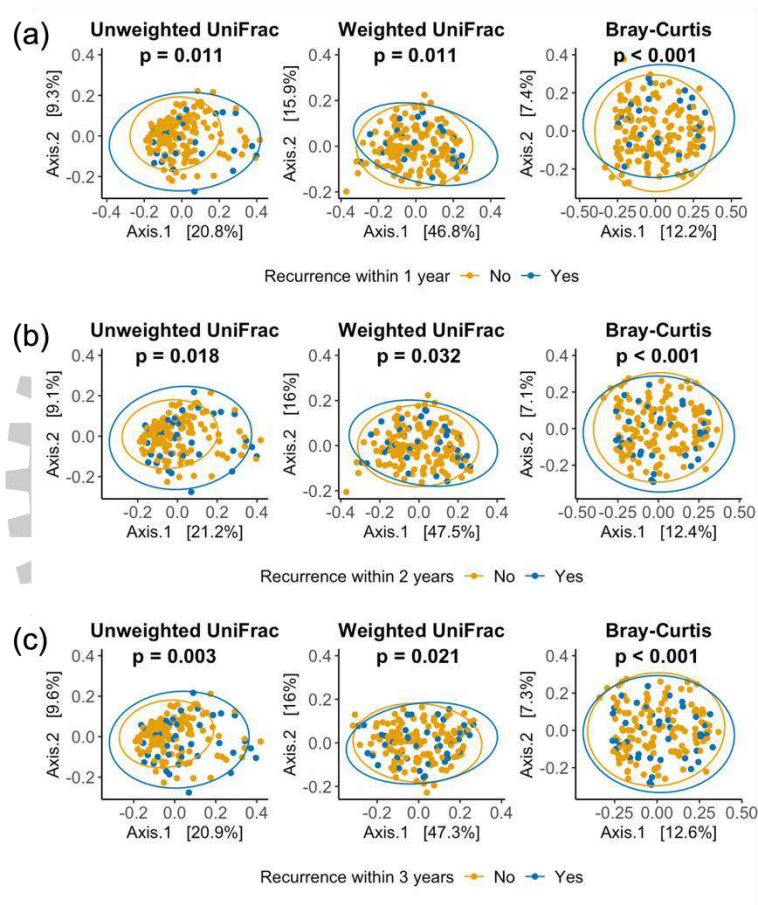 (a)
Unweighted UniFrac Weighted UniFrac Bray-Curtis
p = 0.011 p = 0.011 p < 0.001
0.4 0.4 0.4
Axis.2 [9.3%] Axis.2 [15.9%] Axis.2 [7.4%]
0.2 0.2 0.2
0.0 0.0 0.0
-0.2 -0.2 -0.2
-0.4 -0.2 0.0 0.2 0.4 -0.4 -0.2 0.0 0.2 0.4 -0.50 -0.25 0.00 0.25 0.50
Axis.1 [20.8%] Axis.1 [46.8%] Axis.1 [12.2%]
Recurrence within 1 year No Yes
(b)
Unweighted UniFrac Weighted UniFrac Bray-Curtis
p = 0.018 p = 0.032 p < 0.001
0.4 0.4 0.4
Axis.2 [9.1%] Axis.2 [16%] Axis.2 [7.1%]
0.2 0.2 0.2
0.0 0.0 0.0
-0.2 -0.2 -0.2
-0.4 -0.2 0.0 0.2 0.4 -0.4 -0.2 0.0 0.2 0.4 -0.50 -0.25 0.00 0.25 0.50
Axis.1 [21.2%] Axis.1 [47.5%] Axis.1 [12.4%]
Recurrence within 2 years No Yes
(c)
Unweighted UniFrac Weighted UniFrac Bray-Curtis
p = 0.003 p = 0.021 p < 0.001
0.4 0.4 0.4
Axis.2 [9.6%] Axis.2 [16%] Axis.2 [7.3%]
0.2 0.2 0.2
0.0 0.0 0.0
-0.2 -0.2 -0.2
-0.2 0.0 0.2 0.4 -0.2 0.0 0.2 0.4 -0.25 0.00 0.25 0.50
Axis.1 [20.9%] Axis.1 [47.3%] Axis.1 [12.6%]
Recurrence within 3 years No Yes